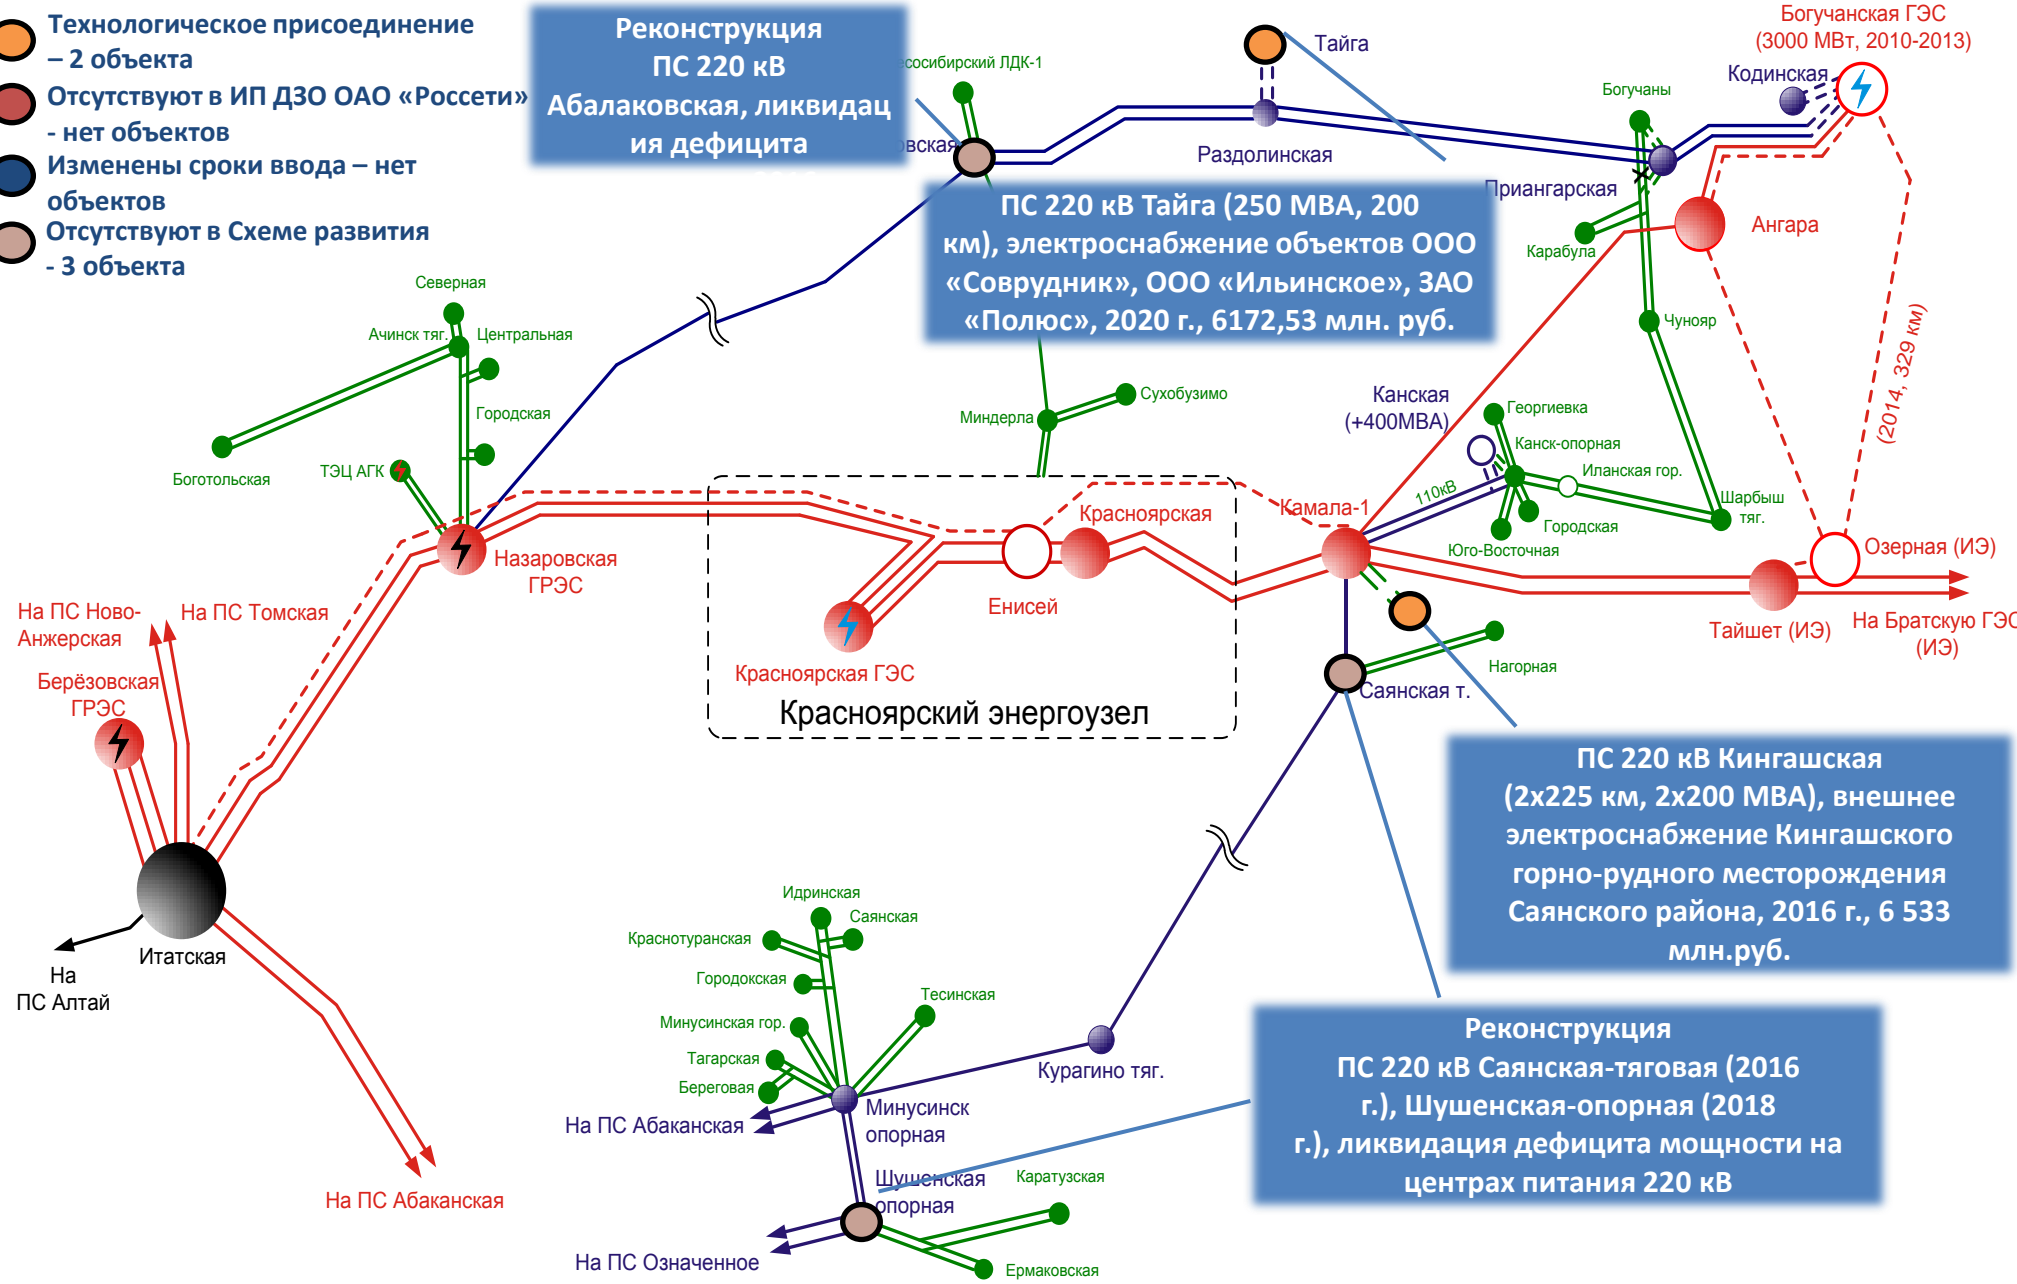 Технологическое присоединение
– 2 объекта
Отсутствуют в ИП ДЗО ОАО «Россети»
- нет объектов
Изменены сроки ввода – нет
объектов
Отсутствуют в Схеме развития
- 3 объекта
Реконструкция
ПС 220 кВ
Абалаковская, ликвидац
ия дефицита
есосибирский ЛДК-1
овская
Тайга
Раздолинская
Богучанская ГЭС
(3000 МВт, 2010-2013)
Кодинская
Богучаны
Приангарская
Ангара
Карабула
Чунояр
(2014, 329 км)
ПС 220 кВ Тайга (250 МВА, 200
км), электроснабжение объектов ООО
«Соврудник», ООО «Ильинское», ЗАО
«Полюс», 2020 г., 6172,53 млн. руб.
Северная
Ачинск тяг.
Центральная
Городская
Боготольская
ТЭЦ АГК
Назаровская
ГРЭС
Миндерла
Сухобузимо
Канская
(+400МВА)
Георгиевка
Канск-опорная
Иланская гор.
110кВ
Городская
Юго-Восточная
Шарбыш
тяг.
Камала-1
Красноярская
Енисей
Красноярская ГЭС
Красноярский энергоузел
Озерная (ИЭ)
Тайшет (ИЭ)
На Братскую ГЭС
(ИЭ)
Нагорная
Саянская т.
На ПС Ново-
Анжерская
На ПС Томская
Берёзовская
ГРЭС
Итатская
На
ПС Алтай
На ПС Абаканская
ПС 220 кВ Кингашская
(2х225 км, 2х200 МВА), внешнее
электроснабжение Кингашского
горно-рудного месторождения
Саянского района, 2016 г., 6 533
млн.руб.
Идринская
Саянская
Краснотуранская
Городокская
Тесинская
Минусинская гор.
Тагарская
Береговая
Курагино тяг.
На ПС Абаканская
Минусинск
опорная
Шушенская
опорная
Каратузская
На ПС Означенное
Ермаковская
Реконструкция
ПС 220 кВ Саянская-тяговая (2016
г.), Шушенская-опорная (2018
г.), ликвидация дефицита мощности на
центрах питания 220 кВ